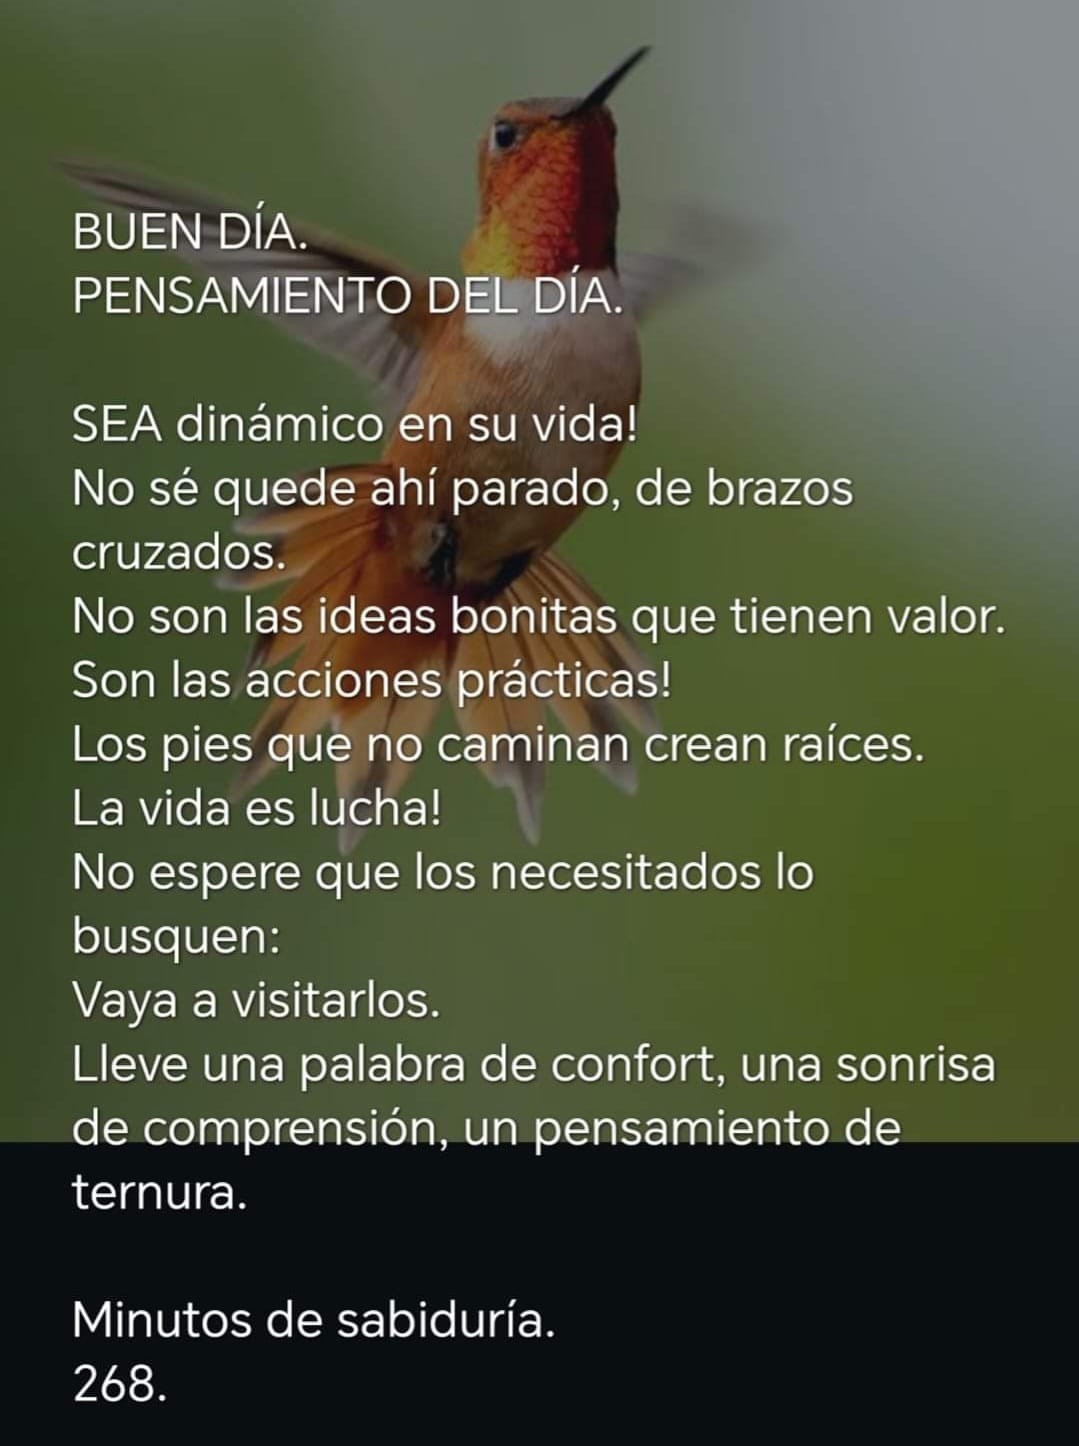 BUEN DÍA.
PENSAMIENTO DEL DÍA.
SEA dinámico en su vida!
No sé quede ahí parado, de brazos
cruzados.
No son las ideas bonitas que tienen valor.
Son las acciones prácticas!
Los pies que no caminan crean raíces.
La vida es lucha!
No espere que los necesitados lo
busquen:
Vaya a visitarlos.
Lleve una palabra de confort, una sonrisa
de comprensión, un pensamiento de
ternura.
Minutos de sabiduría.
268.